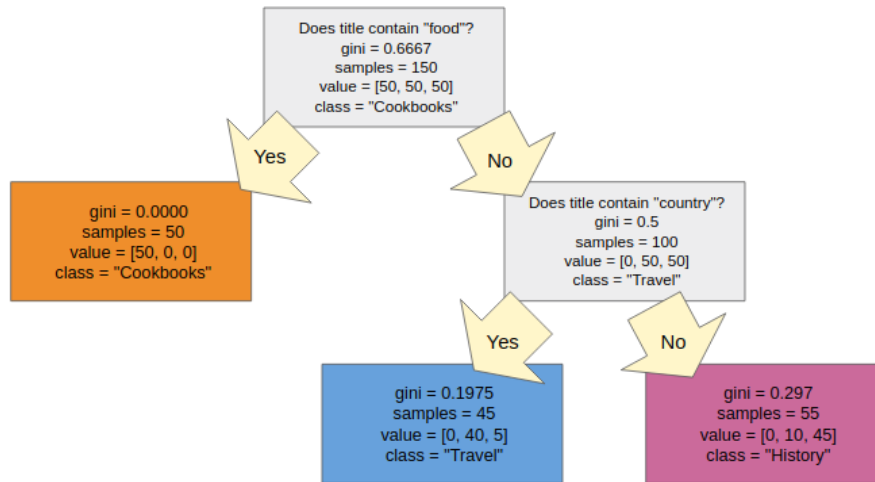 Does title contain "food"?
gini = 0.6667
samples = 150
value = [50, 50, 50]
class = "Cookbooks"
Yes
No
gini = 0.0000
samples = 50
value = [50, 0, 0]
class = "Cookbooks"
Does title contain "country"?
gini = 0.5
samples = 100
value = [0, 50, 50]
class = "Travel"
Yes
No
gini = 0.1975
samples = 45
value = [0, 40, 5]
class = "Travel"
gini = 0.297
samples = 55
value = [0, 10, 45]
class = "History"